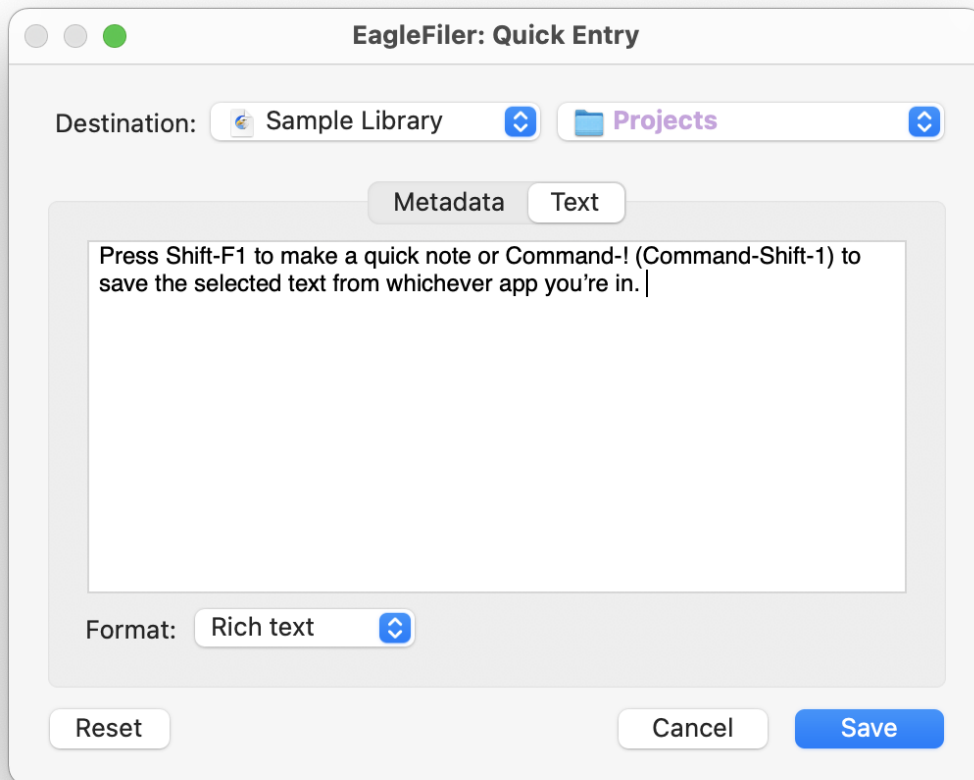 EagleFiler: Quick Entry
Destination: Sample Library Projects
Metadata Text
Press Shift-F1 to make a quick note or Command-! (Command-Shift-1) to
save the selected text from whichever app you’re in.
Format: Rich text
Reset Cancel Save